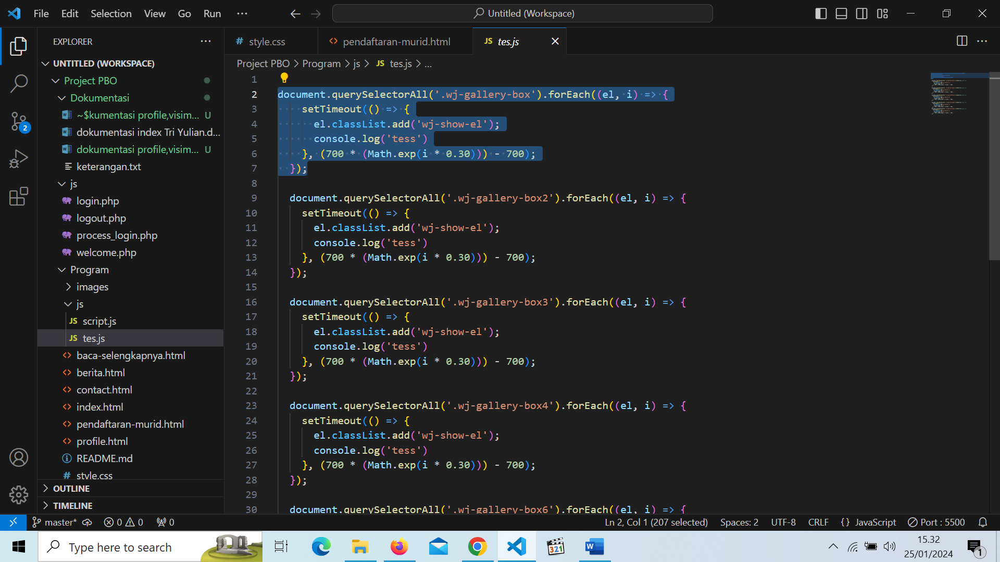 File Edit Selection View Go Run ...
Untitled (Workspace)
EXPLORER
UNTITLED (WORKSPACE)
Project PBO
Dokumentasi
~$kumentasi profile,visim... U
dokumentasi index Tri Yulian.d...
dokumentasi profile,visim... U
keterangan.txt
js
login.php
logout.php
process_login.php
welcome.php
Program
images
js
JS script.js
JS tes.js
baca-selengkapnya.html
berita.html
contact.html
index.html
pendaftaran-murid.html
profile.html
README.md
# style.css
OUTLINE
TIMELINE
2
# style.css
<> pendaftaran-murid.html
JS tes.js
Project PBO > Program > js > JS tes.js > ...
1
2 document.querySelectorAll('.wj-gallery-box').forEach((el, i) => {
3 setTimeout(() => {
4 el.classList.add('wj-show-el');
5 console.log('tess')
6 }, (700 * (Math.exp(i * 0.30))) - 700);
7 });
8
9 document.querySelectorAll('.wj-gallery-box2').forEach((el, i) => {
10 setTimeout(() => {
11 el.classList.add('wj-show-el');
12 console.log('tess')
13 }, (700 * (Math.exp(i * 0.30))) - 700);
14 });
15
16 document.querySelectorAll('.wj-gallery-box3').forEach((el, i) => {
17 setTimeout(() => {
18 el.classList.add('wj-show-el');
19 console.log('tess')
20 }, (700 * (Math.exp(i * 0.30))) - 700);
21 });
22
23 document.querySelectorAll('.wj-gallery-box4').forEach((el, i) => {
24 setTimeout(() => {
25 el.classList.add('wj-show-el');
26 console.log('tess')
27 }, (700 * (Math.exp(i * 0.30))) - 700);
28 });
29
30 document.querySelectorAll('.wj-gallery-box6').forEach((el, i) => {
master* 0 0 0 Ln 2, Col 1 (207 selected) Spaces: 2 UTF-8 CRLF {} JavaScript Port : 5500
Type here to search
321
W
15.32
25/01/2024
1